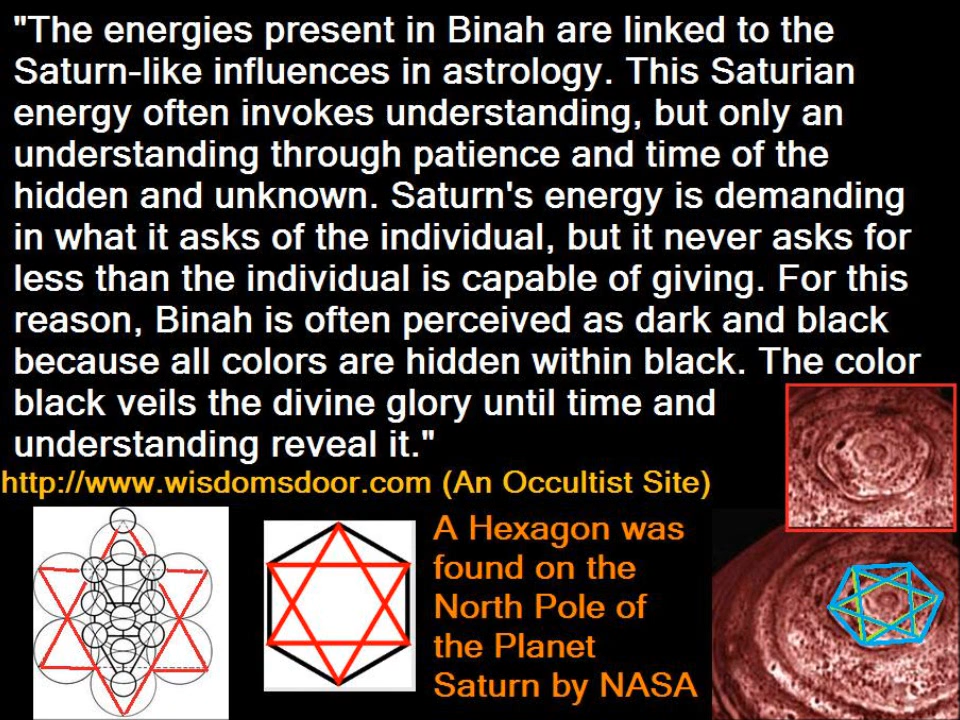 "The energies present in Binah are linked to the
Saturn-like influences in astrology. This Saturian
energy often invokes understanding, but only an
understanding through patience and time of the
hidden and unknown. Saturn's energy is demanding
in what it asks of the individual, but it never asks for
less than the individual is capable of giving. For this
reason, Binah is often perceived as dark and black
because all colors are hidden within black. The color
black veils the divine glory until time and
understanding reveal it."
http://www.wisdomsdoor.com (An Occultist Site)
A Hexagon was
found on the
North Pole of
the Planet
Saturn by NASA